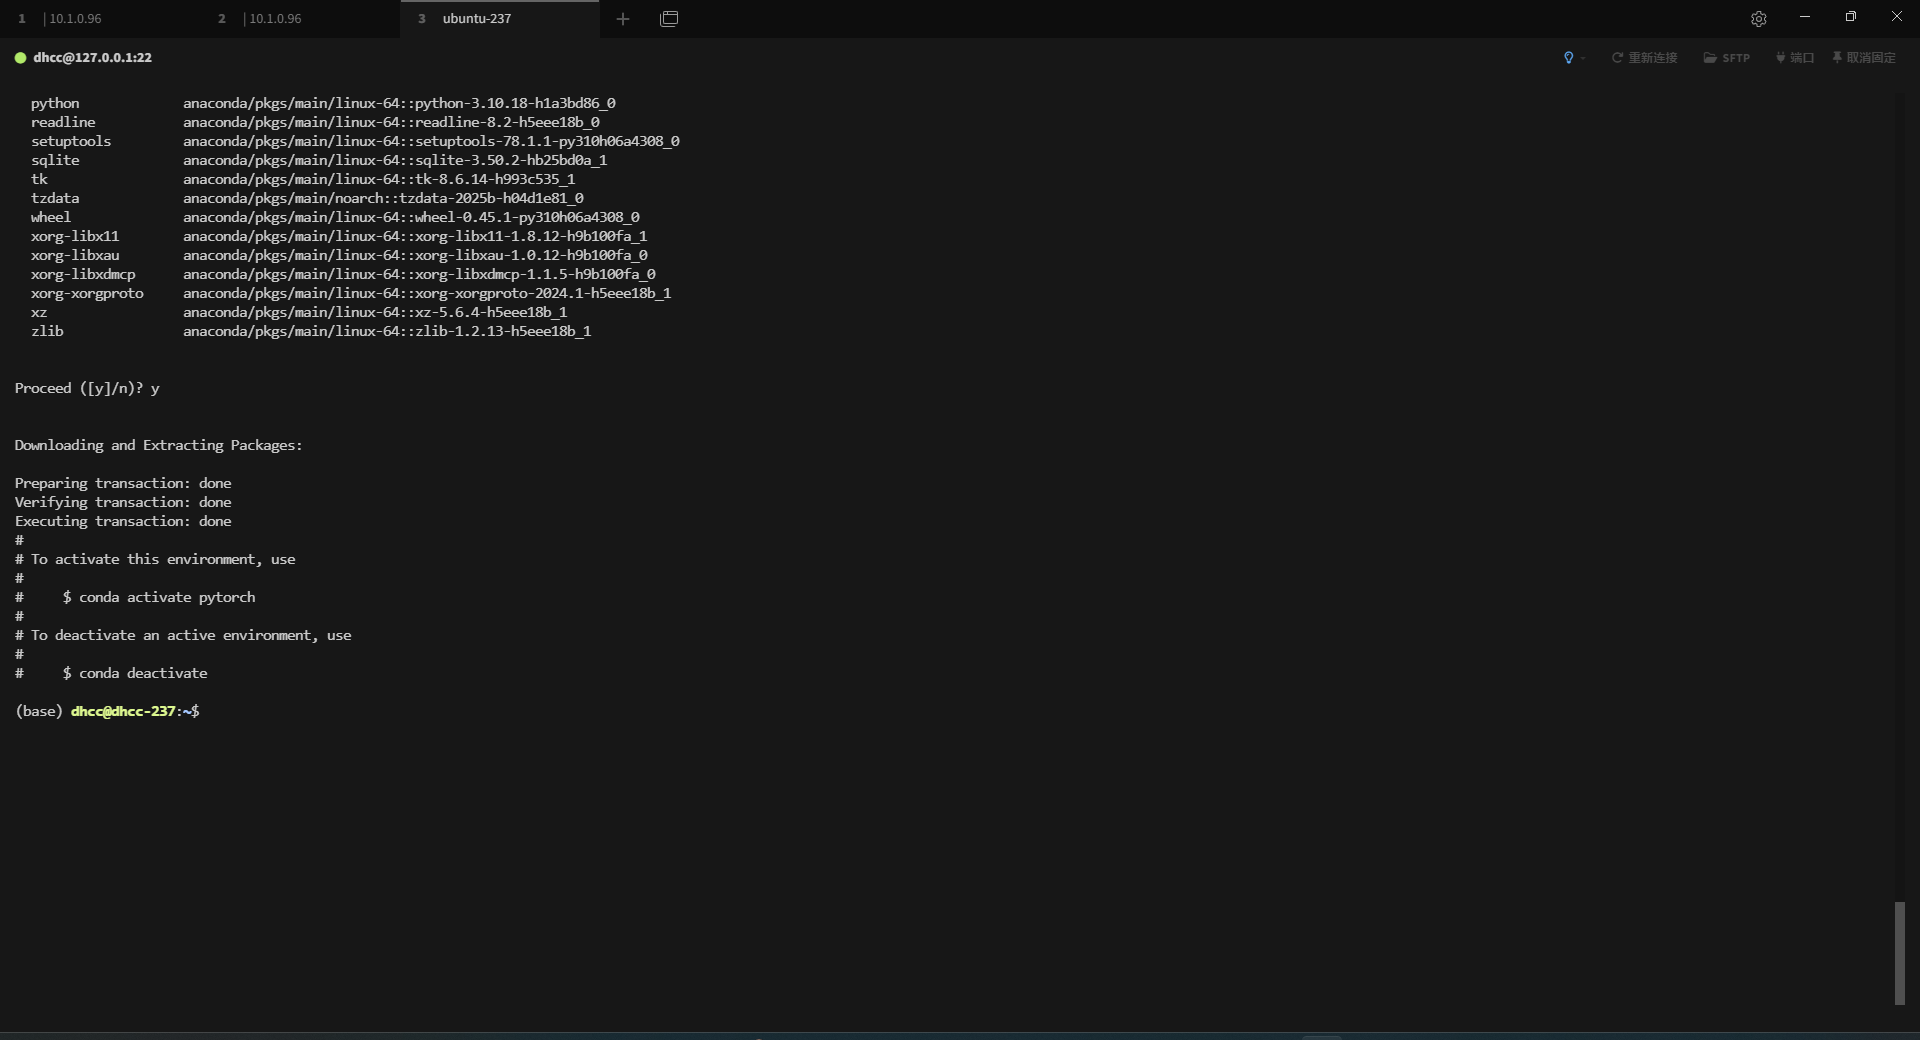 1 | 10.1.0.96 2 | 10.1.0.96 3 ubuntu-237
dhcc@127.0.0.1:22 重新连接 SFTP 端口 取消固定
python anaconda/pkgs/main/linux-64::python-3.10.18-h1a3bd86_0
readline anaconda/pkgs/main/linux-64::readline-8.2-h5eee18b_0
setuptools anaconda/pkgs/main/linux-64::setuptools-78.1.1-py310h06a4308_0
sqlite anaconda/pkgs/main/linux-64::sqlite-3.50.2-hb25bd0a_1
tk anaconda/pkgs/main/linux-64::tk-8.6.14-h993c535_1
tzdata anaconda/pkgs/main/noarch::tzdata-2025b-h04d1e81_0
wheel anaconda/pkgs/main/linux-64::wheel-0.45.1-py310h06a4308_0
xorg-libx11 anaconda/pkgs/main/linux-64::xorg-libx11-1.8.12-h9b100fa_1
xorg-libxau anaconda/pkgs/main/linux-64::xorg-libxau-1.0.12-h9b100fa_0
xorg-libxdmcp anaconda/pkgs/main/linux-64::xorg-libxdmcp-1.1.5-h9b100fa_0
xorg-xorgproto anaconda/pkgs/main/linux-64::xorg-xorgproto-2024.1-h5eee18b_1
xz anaconda/pkgs/main/linux-64::xz-5.6.4-h5eee18b_1
zlib anaconda/pkgs/main/linux-64::zlib-1.2.13-h5eee18b_1
Proceed ([y]/n)? y
Downloading and Extracting Packages:
Preparing transaction: done
Verifying transaction: done
Executing transaction: done
#
# To activate this environment, use
#
# $ conda activate pytorch
#
# To deactivate an active environment, use
#
# $ conda deactivate
(base) dhcc@dhcc-237:~$